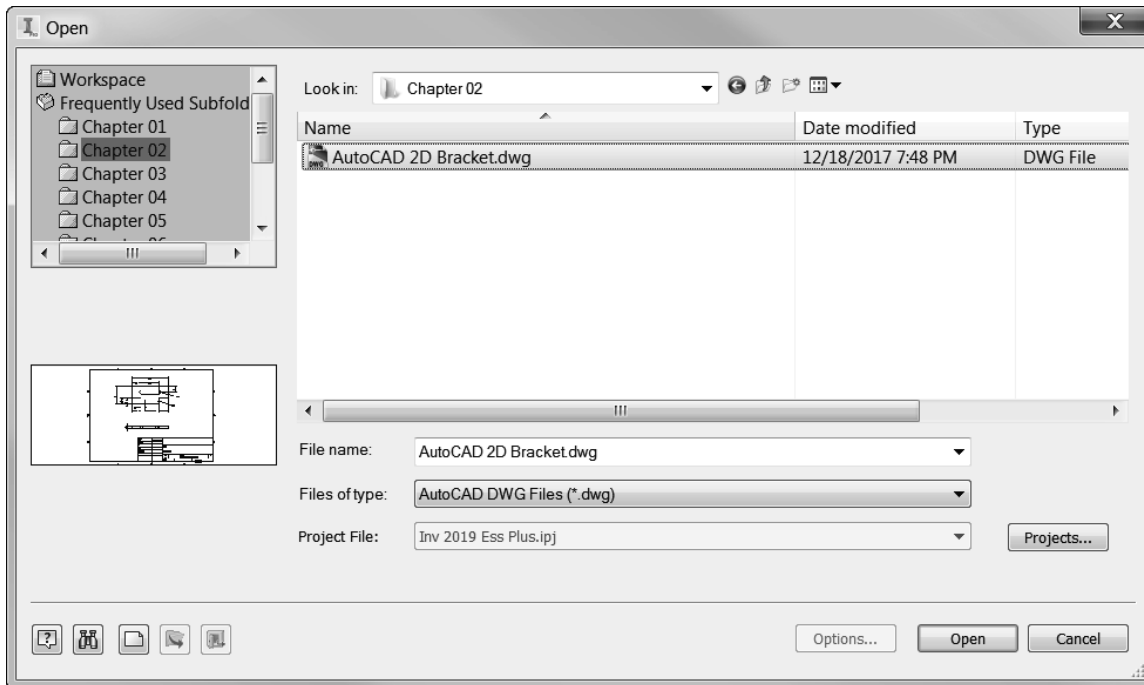 Open
Workspace
Frequently Used Subfold
Chapter 01
Chapter 02
Chapter 03
Chapter 04
Chapter 05
Look in: Chapter 02
Name Date modified Type
AutoCAD 2D Bracket.dwg 12/18/2017 7:48 PM DWG File
File name: AutoCAD 2D Bracket.dwg
Files of type: AutoCAD DWG Files (*.dwg)
Project File: Inv 2019 Ess Plus.ipj Projects...
Options... Open Cancel